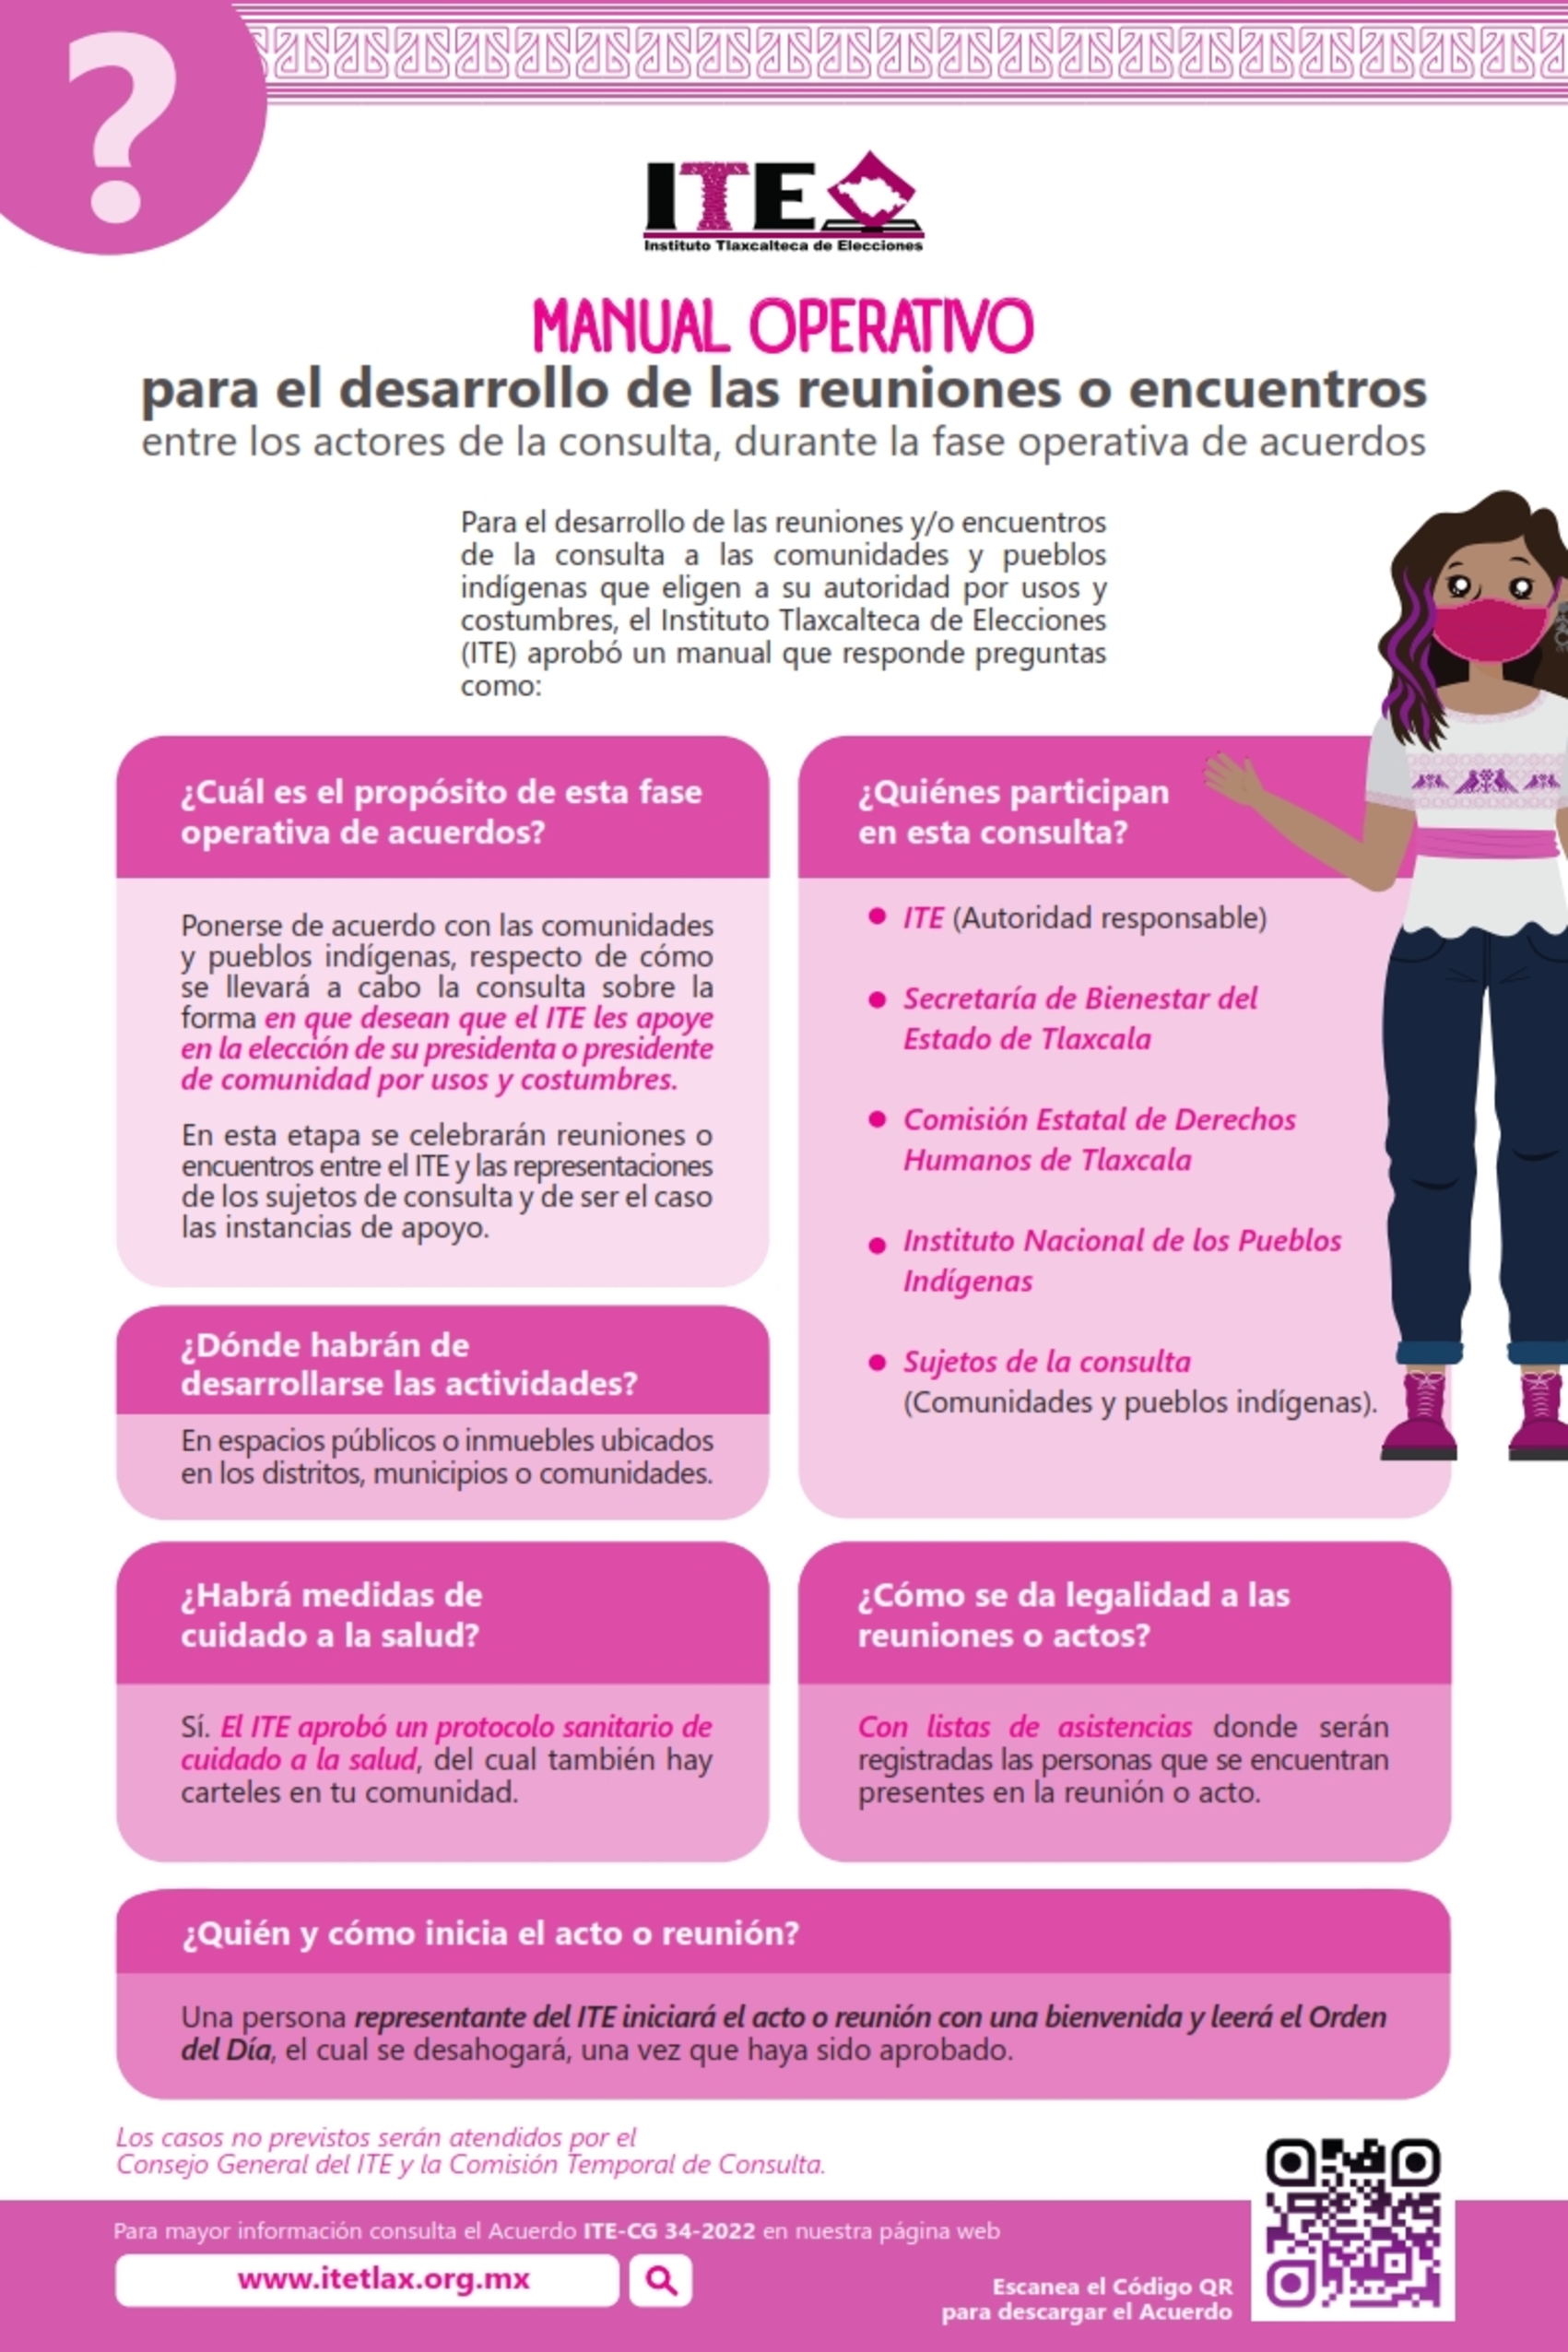 ?
ITE
Instituto Tlaxcalteca de Elecciones
MANUAL OPERATIVO
para el desarrollo de las reuniones o encuentros
entre los actores de la consulta, durante la fase operativa de acuerdos
Para el desarrollo de las reuniones y/o encuentros
de la consulta a las comunidades y pueblos
indígenas que eligen a su autoridad por usos y
costumbres, el Instituto Tlaxcalteca de Elecciones
(ITE) aprobó un manual que responde preguntas
como:
¿Cuál es el propósito de esta fase
operativa de acuerdos?
Ponerse de acuerdo con las comunidades
y pueblos indígenas, respecto de cómo
se llevará a cabo la consulta sobre la
forma en que desean que el ITE les apoye
en la elección de su presidenta o presidente
de comunidad por usos y costumbres.
En esta etapa se celebrarán reuniones o
encuentros entre el ITE y las representaciones
de los sujetos de consulta y de ser el caso
las instancias de apoyo.
¿Quiénes participan
en esta consulta?
● ITE (Autoridad responsable)
● Secretaría de Bienestar del
Estado de Tlaxcala
● Comisión Estatal de Derechos
Humanos de Tlaxcala
● Instituto Nacional de los Pueblos
Indígenas
● Sujetos de la consulta
(Comunidades y pueblos indígenas).
¿Dónde habrán de
desarrollarse las actividades?
En espacios públicos o inmuebles ubicados
en los distritos, municipios o comunidades.
¿Habrá medidas de
cuidado a la salud?
Sí. El ITE aprobó un protocolo sanitario de
cuidado a la salud, del cual también hay
carteles en tu comunidad.
¿Cómo se da legalidad a las
reuniones o actos?
Con listas de asistencias donde serán
registradas las personas que se encuentran
presentes en la reunión o acto.
¿Quién y cómo inicia el acto o reunión?
Una persona representante del ITE iniciará el acto o reunión con una bienvenida y leerá el Orden
del Día, el cual se desahogará, una vez que haya sido aprobado.
Los casos no previstos serán atendidos por el
Consejo General del ITE y la Comisión Temporal de Consulta.
Para mayor información consulta el Acuerdo ITE-CG 34-2022 en nuestra página web
www.itetlax.org.mx
Escanea el Código QR
para descargar el Acuerdo